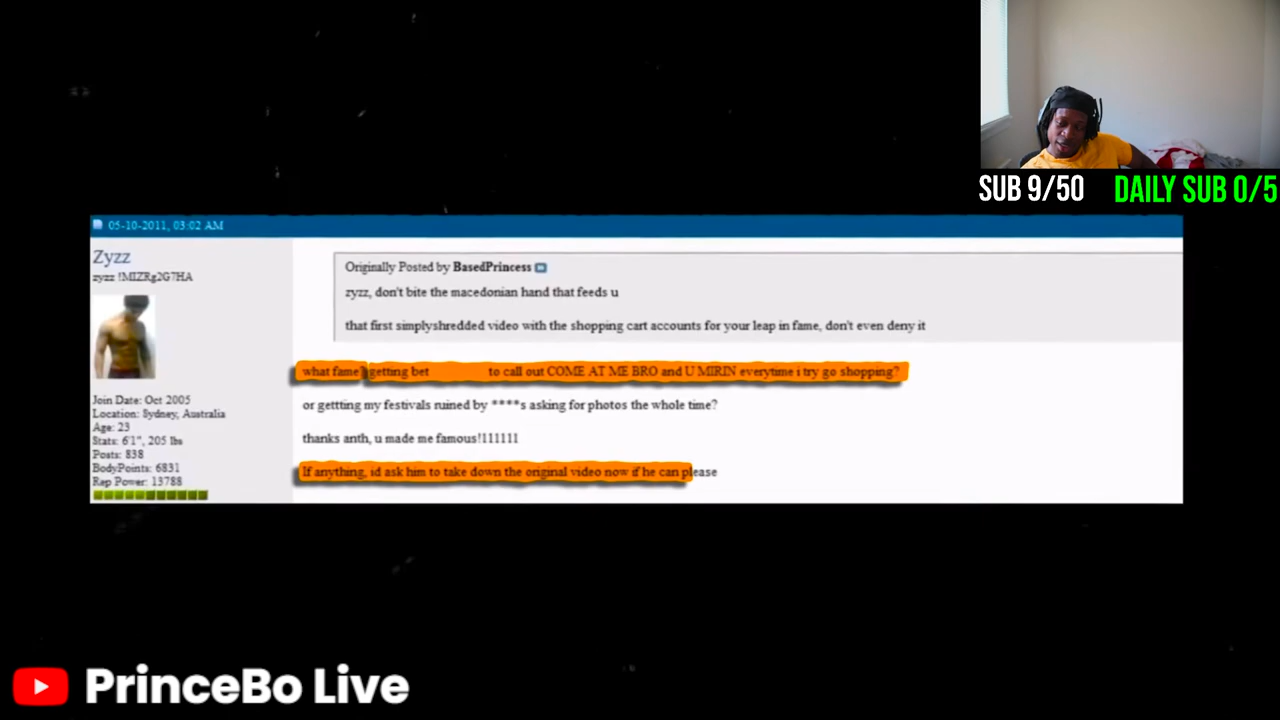 SUB 9/50 DAILY SUB 0/5
05-10-2011, 03:02 AM
Zyzz
zyzz !MIZRg2G7HA
Join Date: Oct 2005
Location: Sydney, Australia
Age: 23
Stats: 6'1", 205 lbs
Posts: 838
BodyPoints: 6831
Rep Power: 13788
Originally Posted by BasedPrincess
zyzz, don't bite the macedonian hand that feeds u
that first simplyshredded video with the shopping cart accounts for your leap in fame, don't even deny it
what fame? getting bet to call out COME AT ME BRO and U MIRIN everytime i try go shopping?
or gettting my festivals ruined by ****s asking for photos the whole time?
thanks anth, u made me famous!111111
If anything, id ask him to take down the original video now if he can please
PrinceBo Live